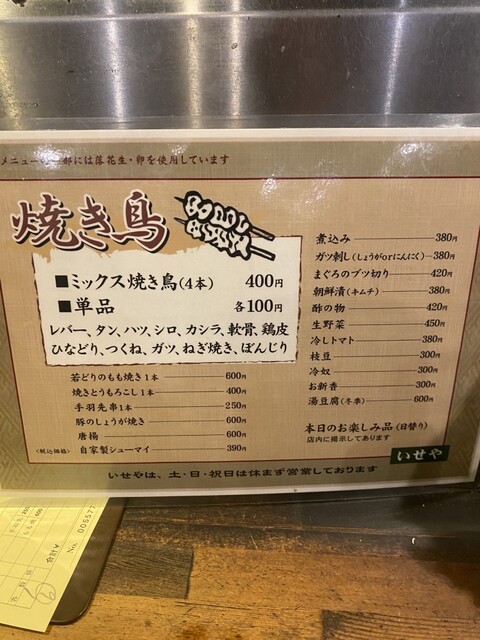 メニューの一部には落花生・卵を使用しています
焼き鳥
■ミックス焼き鳥(4本) 400円
■単品 各100円
レバー、タン、ハツ、シロ、カシラ、軟骨、鶏皮
ひなどり、つくね、ガツ、ねぎ焼き、ぼんじり
若どりのもも焼き1本 600円
焼きとうもろこし1本 400円
手羽先串1本 250円
豚のしょうが焼き 600円
唐揚 600円
自家製シューマイ 390円
(税込価格)
煮込み 380円
ガツ刺し(しょうがorにんにく) 380円
まぐろのブツ切り 420円
朝鮮漬(キムチ) 380円
酢の物 420円
生野菜 450円
冷しトマト 380円
枝豆 300円
冷奴 300円
お新香 300円
湯豆腐(冬季) 600円
本日のお楽しみ品(日替り)
店内に掲示してあります
いせや
いせやは、土・日・祝日は休まず営業しております
No. 005577
合計¥